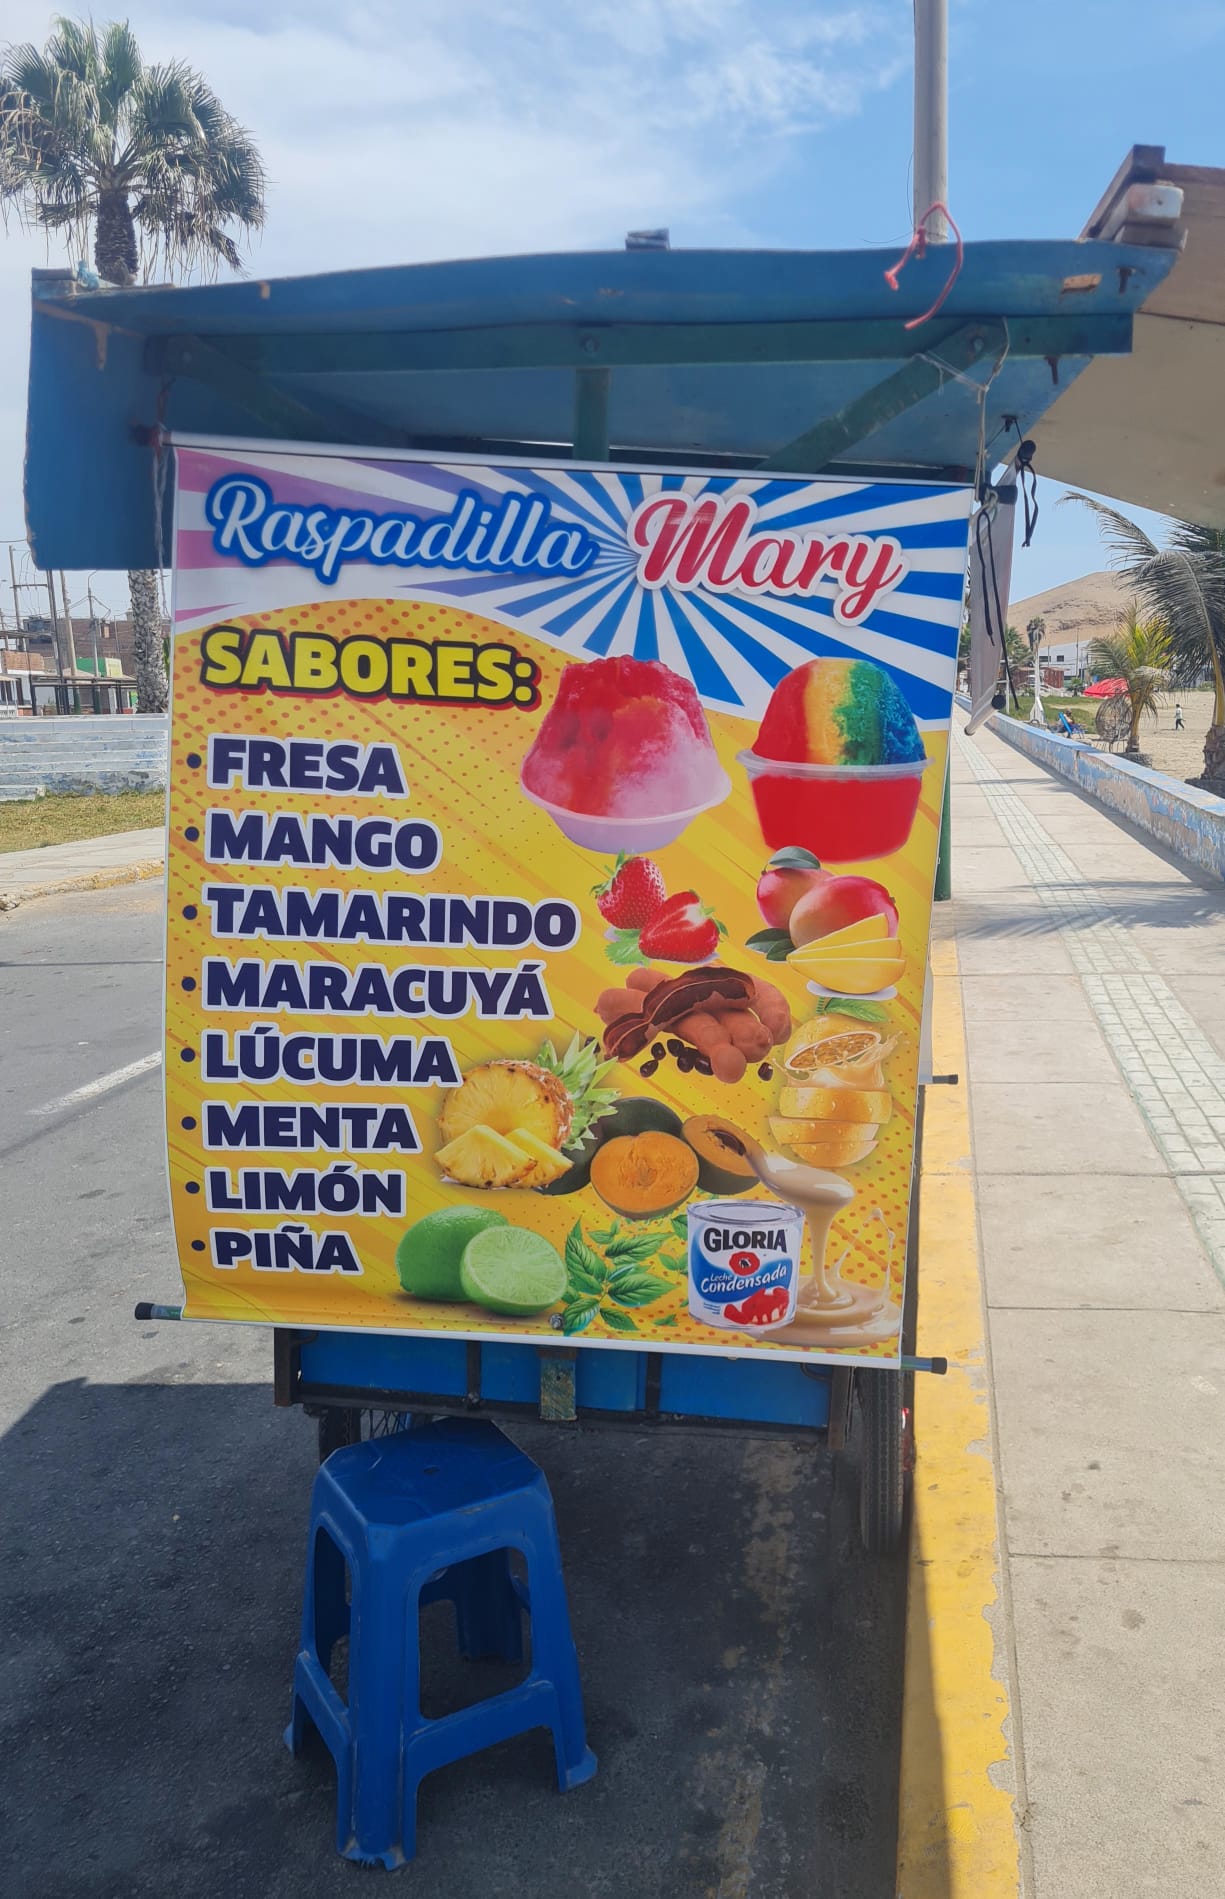 Raspadilla Mary
SABORES:
• FRESA
• MANGO
• TAMARINDO
• MARACUYÁ
• LÚCUMA
• MENTA
• LIMÓN
• PIÑA
GLORIA
Leche
Condensada